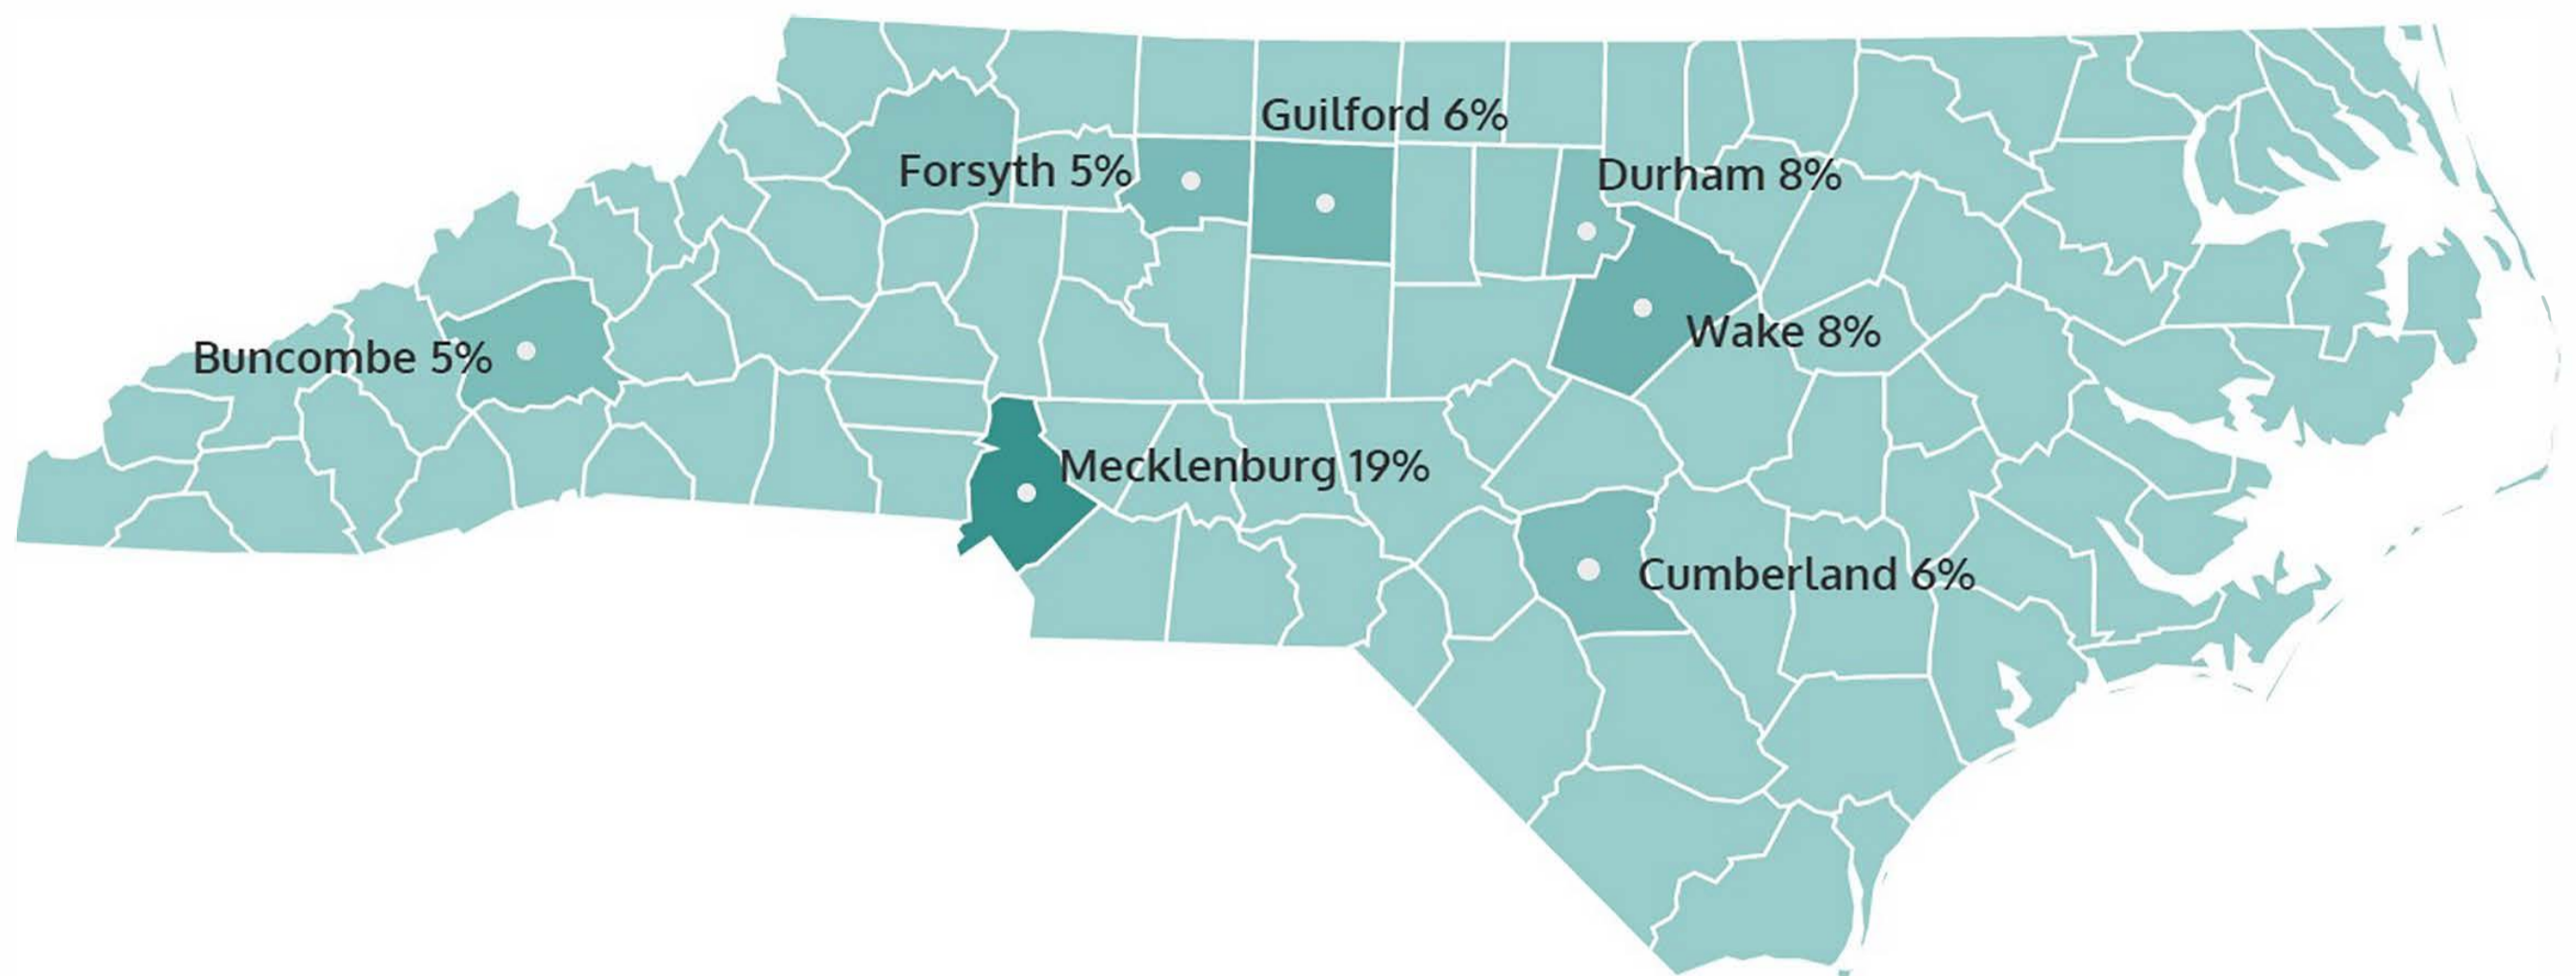 Guilford 6%
Forsyth 5%
Durham 8%
Wake 8%
Buncombe 5%
Mecklenburg 19%
Cumberland 6%